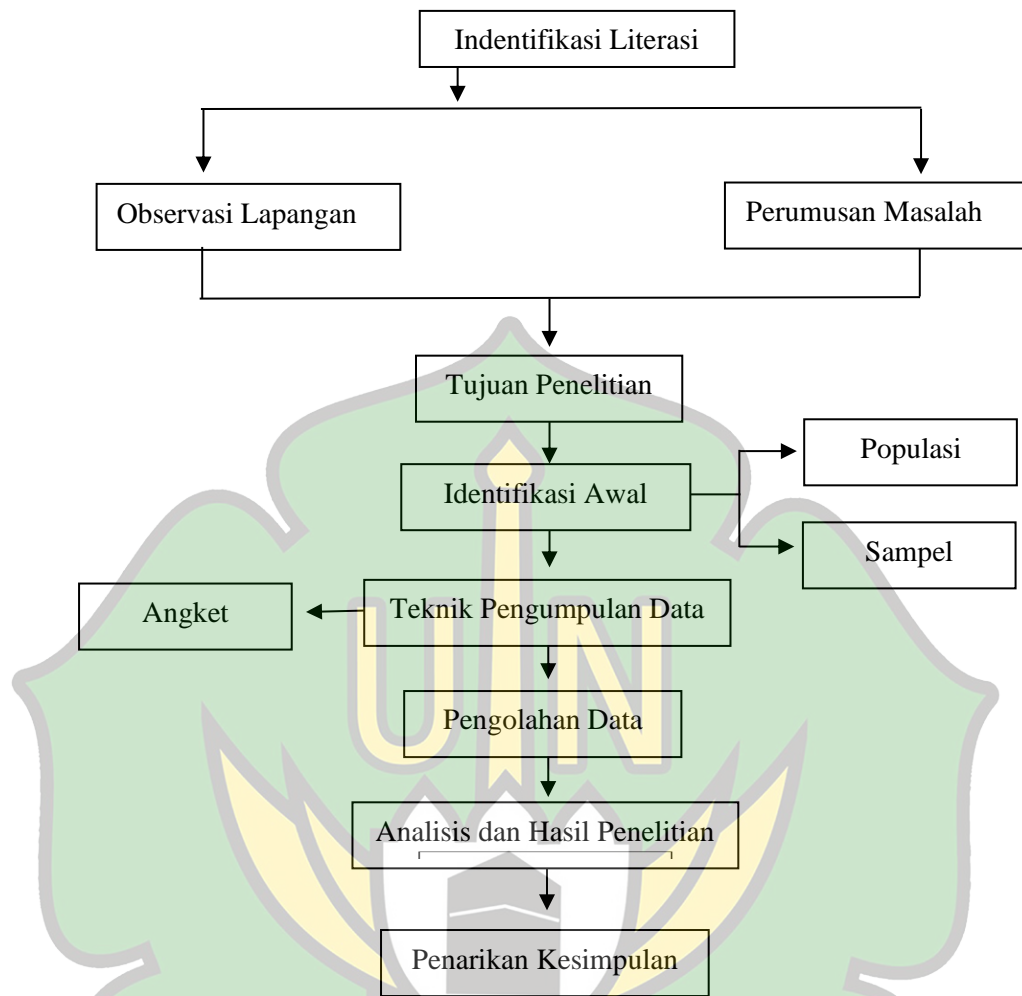 Indentifikasi Literasi
Observasi Lapangan
Perumusan Masalah
Tujuan Penelitian
Identifikasi Awal
Populasi
Sampel
Teknik Pengumpulan Data
Angket
Pengolahan Data
Analisis dan Hasil Penelitian
Penarikan Kesimpulan
UIN